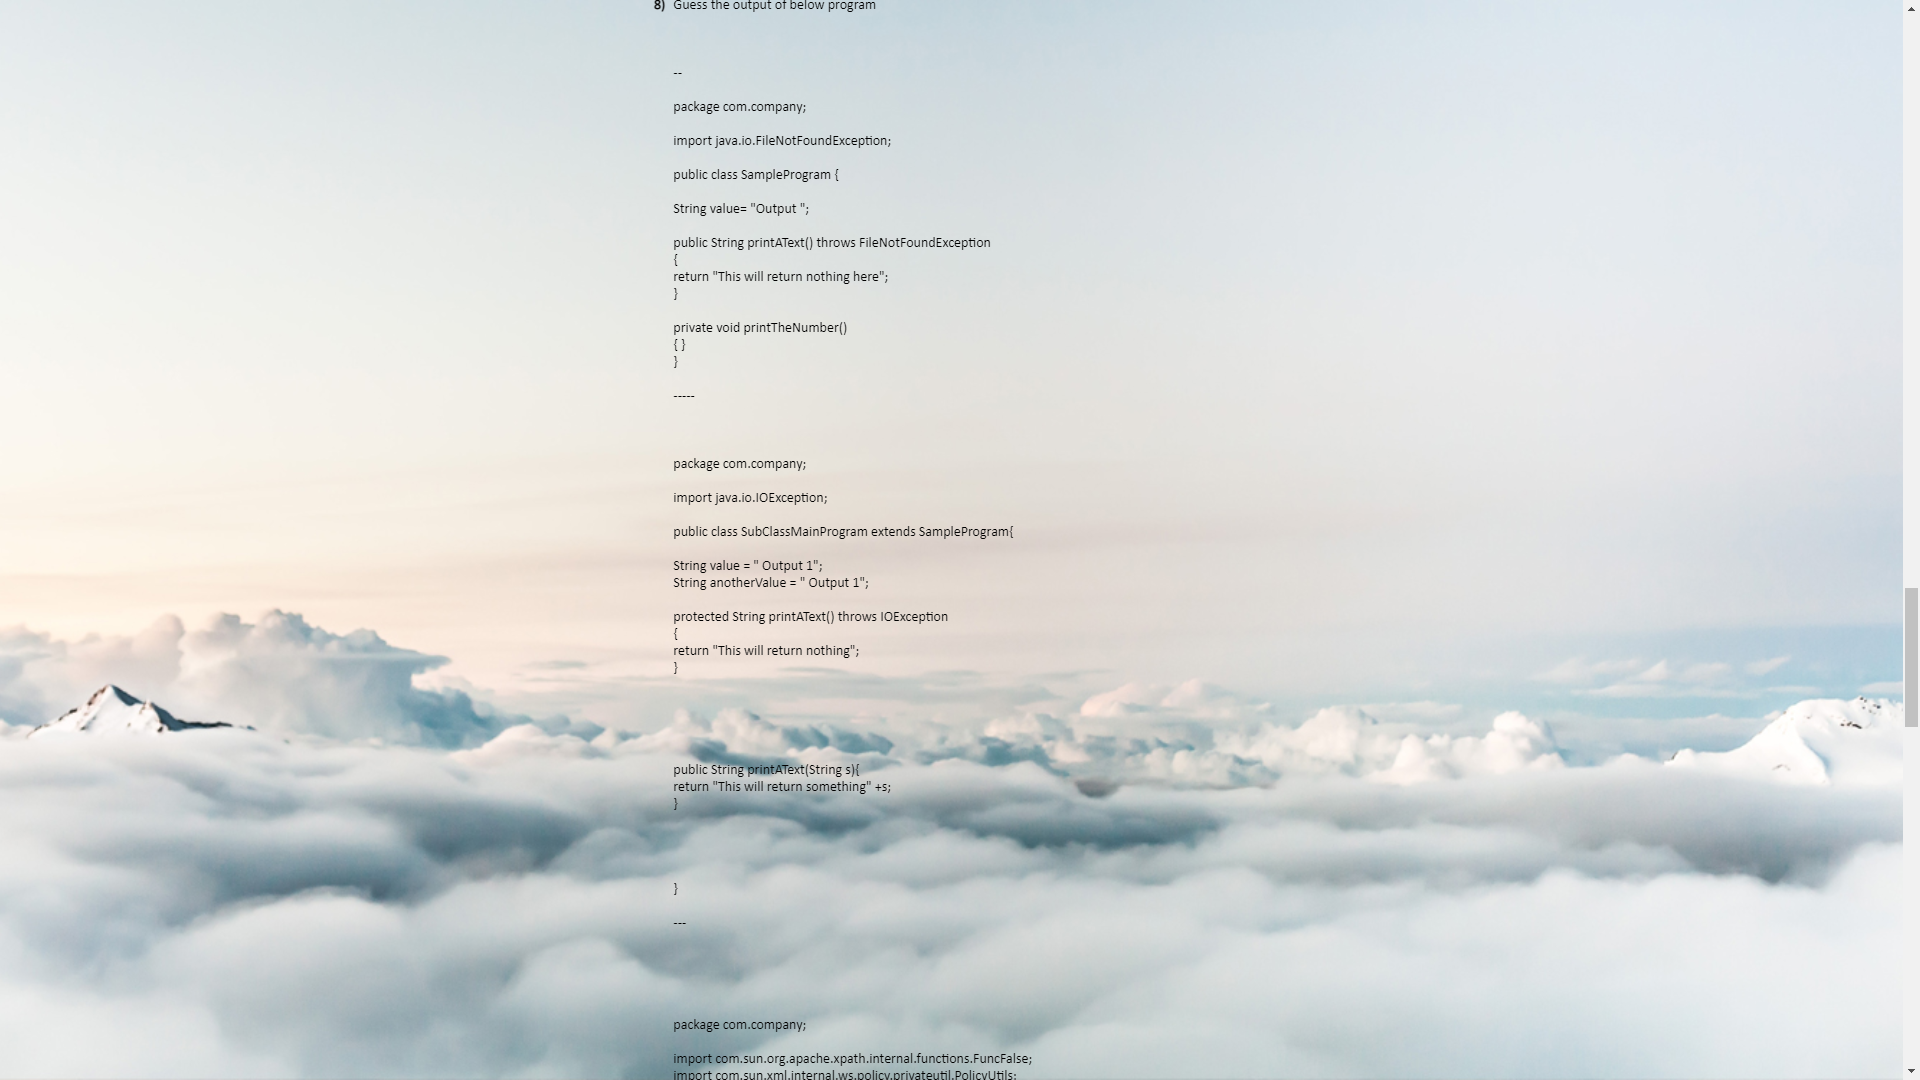 8) Guess the output of below program
--
package com.company;
import java.io.FileNotFoundException;
public class SampleProgram {
String value= "Output ";
public String printAText() throws FileNotFoundException
{
return "This will return nothing here";
}
private void printTheNumber()
{ }
}
-----
package com.company;
import java.io.IOException;
public class SubClassMainProgram extends SampleProgram{
String value = " Output 1";
String anotherValue = " Output 1";
protected String printAText() throws IOException
{
return "This will return nothing";
}
public String printAText(String s){
return "This will return something" +s;
}
}
---
package com.company;
import com.sun.org.apache.xpath.internal.functions.FuncFalse;
import com.sun.xml.internal.ws.policy.privateutil.PolicyUtils;